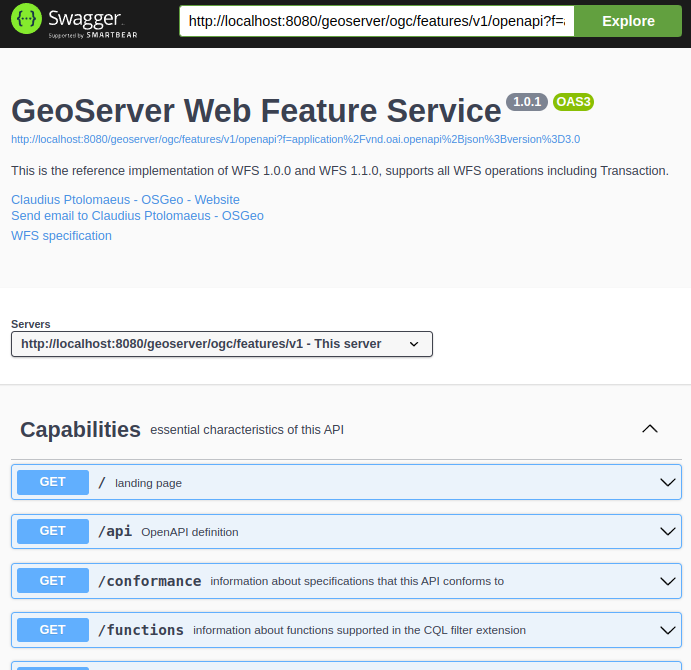 Swagger
Supported by SMARTBEAR
http://localhost:8080/geoserver/ogc/features/v1/openapi?f=a
Explore
GeoServer Web Feature Service 1.0.1 OAS3
http://localhost:8080/geoserver/ogc/features/v1/openapi?f=application%2Fvnd.oai.openapi%2Bjson%3Bversion%3D3.0
This is the reference implementation of WFS 1.0.0 and WFS 1.1.0, supports all WFS operations including Transaction.
Claudius Ptolomaeus - OSGeo - Website
Send email to Claudius Ptolomaeus - OSGeo
WFS specification
Servers
http://localhost:8080/geoserver/ogc/features/v1 - This server
Capabilities essential characteristics of this API
GET / landing page
GET /api OpenAPI definition
GET /conformance information about specifications that this API conforms to
GET /functions information about functions supported in the CQL filter extension